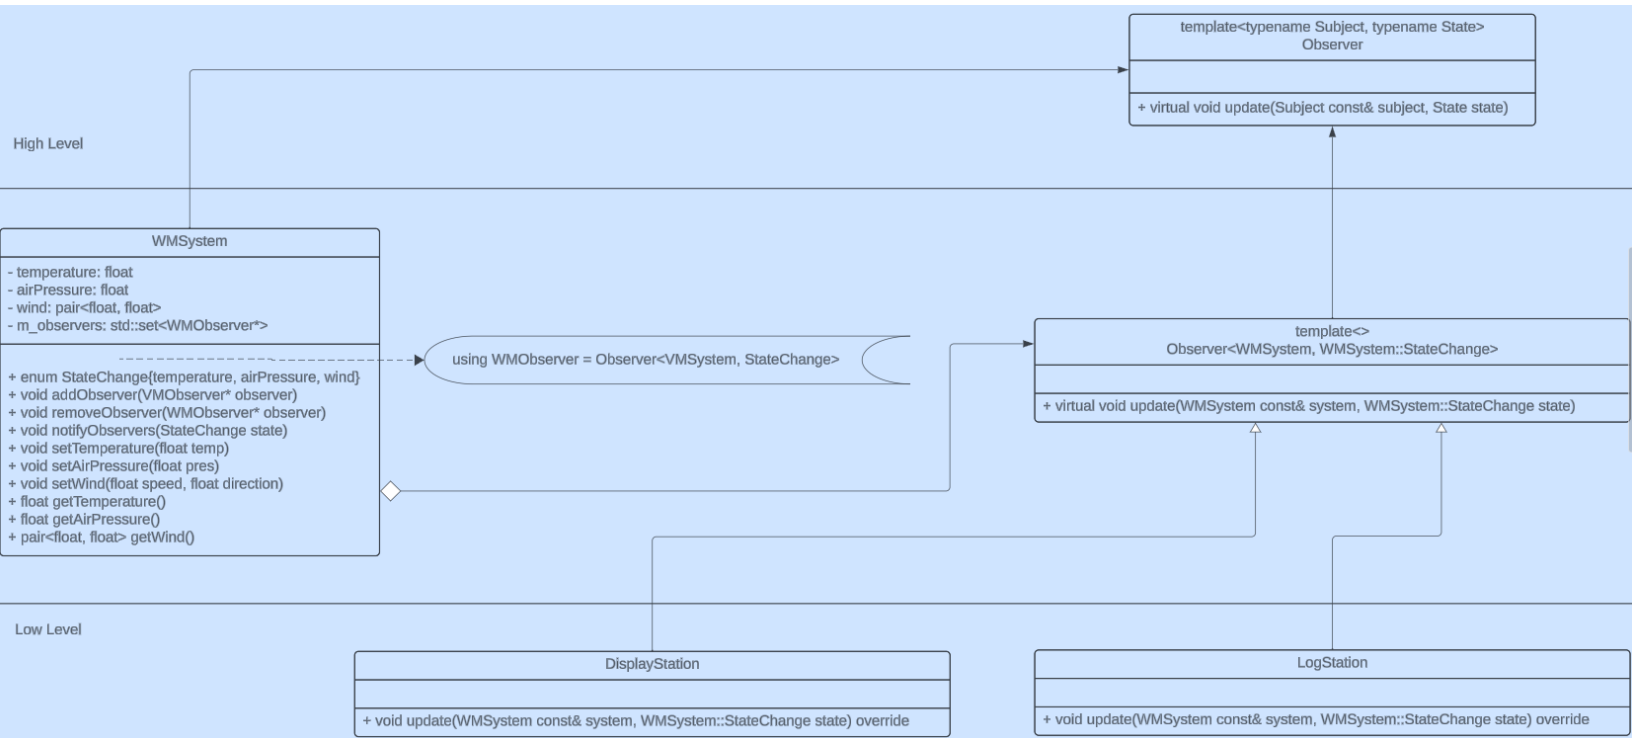 template<typename Subject, typename State>
Observer
+ virtual void update(Subject const& subject, State state)
High Level
WMSystem
- temperature: float
- airPressure: float
- wind: pair<float, float>
- m_observers: std::set<WMObserver*>
+ enum StateChange{temperature, airPressure, wind}
+ void addObserver(VMObserver* observer)
+ void removeObserver(WMObserver* observer)
+ void notifyObservers(StateChange state)
+ void setTemperature(float temp)
+ void setAirPressure(float pres)
+ void setWind(float speed, float direction)
+ float getTemperature()
+ float getAirPressure()
+ pair<float, float> getWind()
using WMObserver = Observer<VMSystem, StateChange>
template<>
Observer<WMSystem, WMSystem::StateChange>
+ virtual void update(WMSystem const& system, WMSystem::StateChange state)
Low Level
DisplayStation
+ void update(WMSystem const& system, WMSystem::StateChange state) override
LogStation
+ void update(WMSystem const& system, WMSystem::StateChange state) override